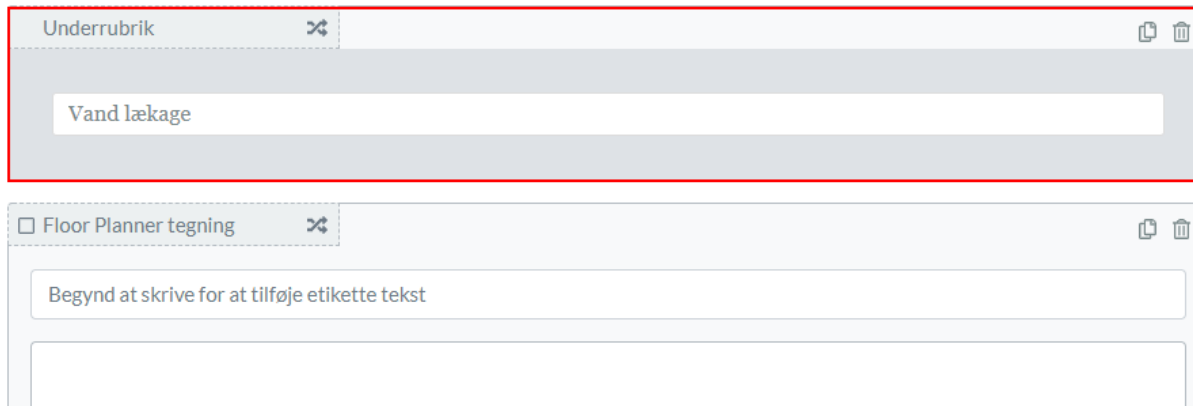 Underrubrik
Vand lækage
Floor Planner tegning
Begynd at skrive for at tilføje etikette tekst